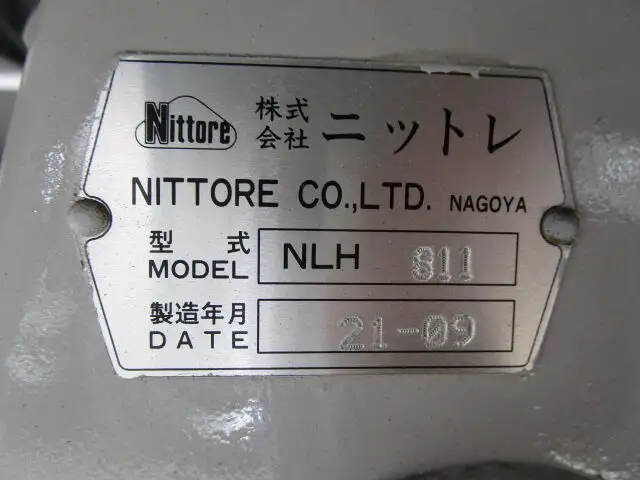 Nittore 株式会社 ニットレ
NITTORE CO.,LTD. NAGOYA
型式
MODEL NLH S11
製造年月
DATE 21-09